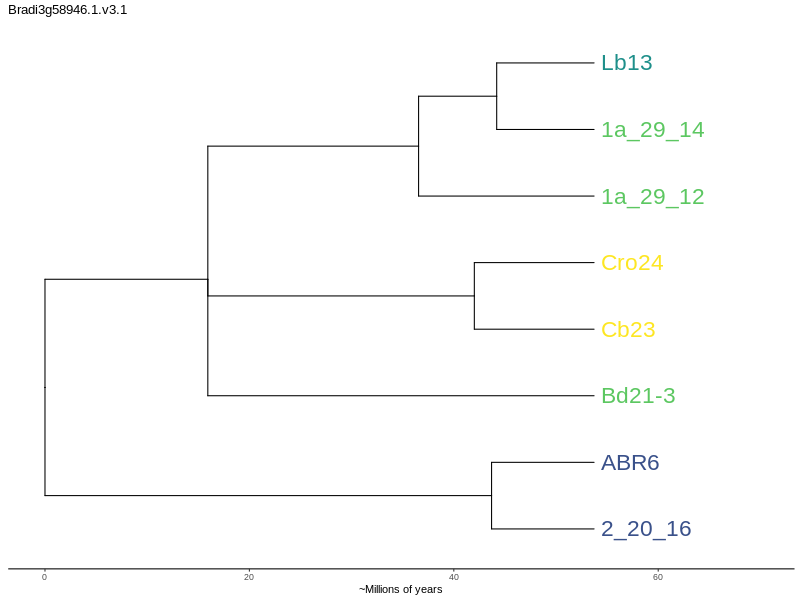 Bradi3g58946.1.v3.1
Lb13
1a_29_14
1a_29_12
Cro24
Cb23
Bd21-3
ABR6
2_20_16
0 20 40 60
~Millions of years